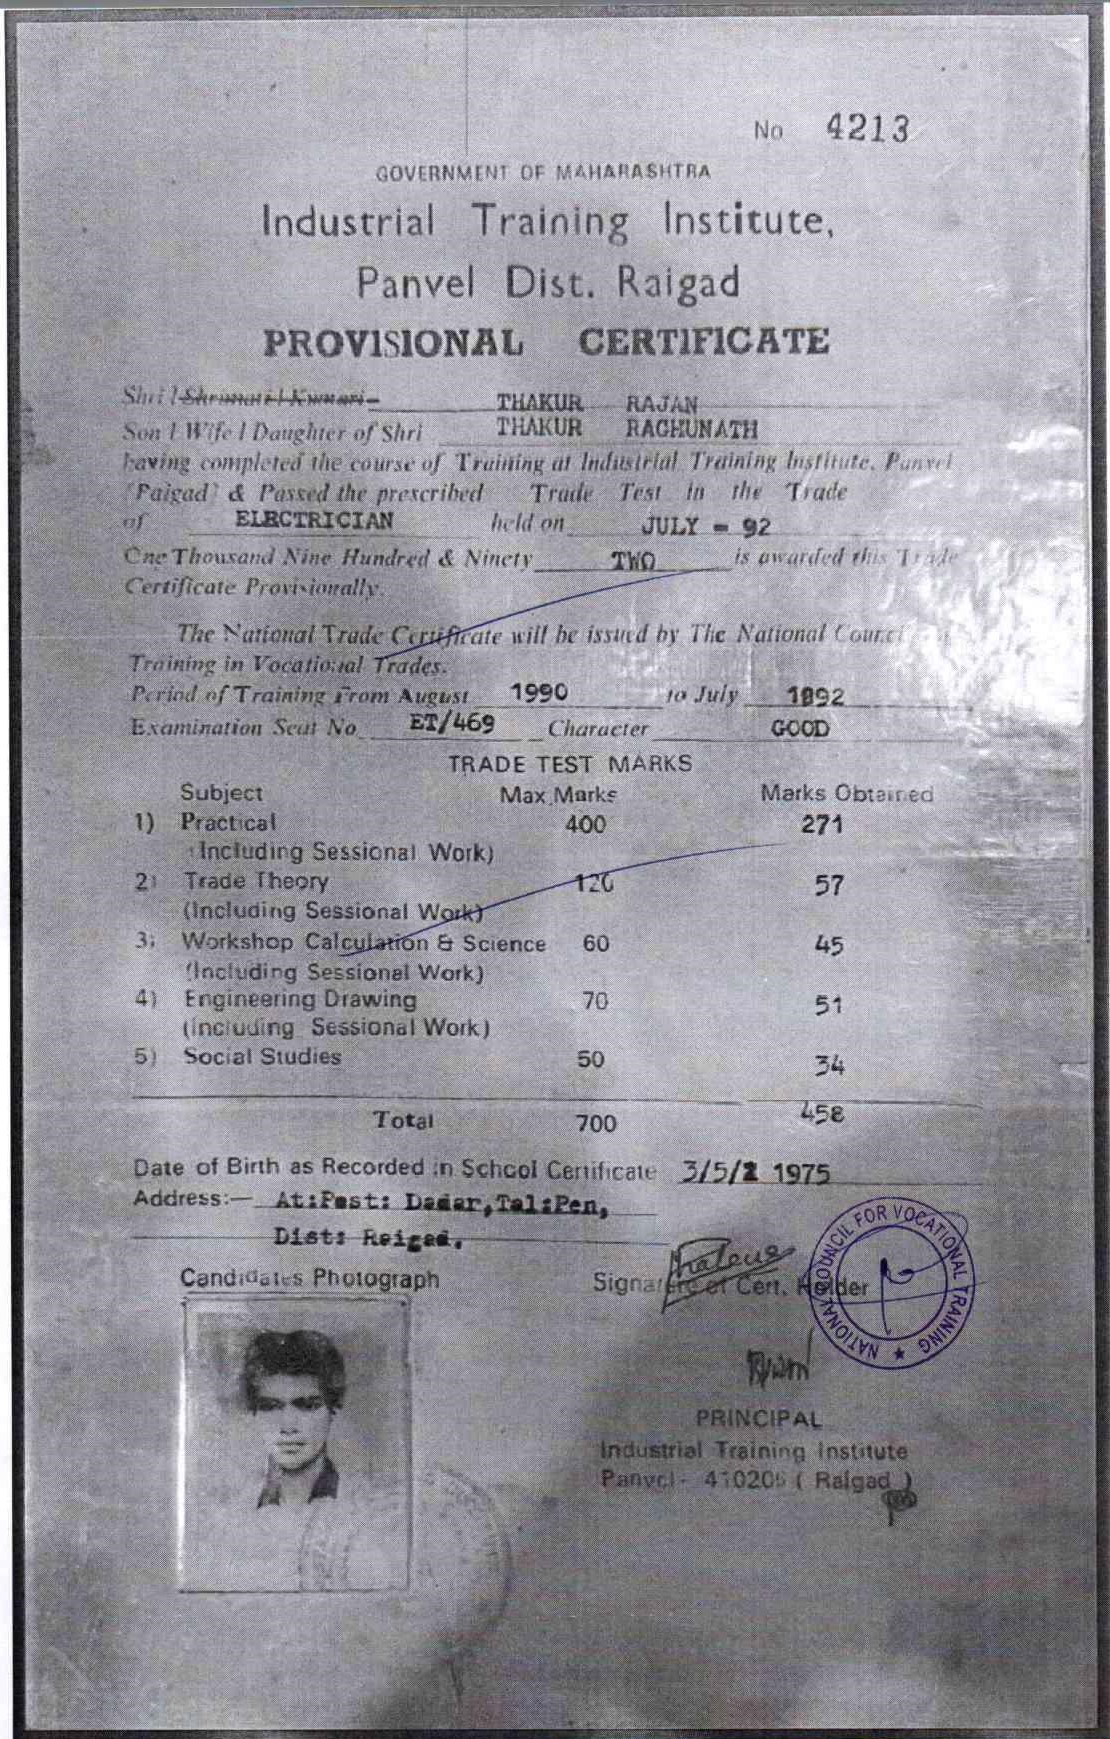 No 4213
GOVERNMENT OF MAHARASHTRA
Industrial Training Institute,
Panvel Dist. Raigad
PROVISIONAL CERTIFICATE
Shri / Shrimati / Kumari THAKUR RAJAN
Son / Wife / Daughter of Shri THAKUR RAGHUNATH
having completed the course of Training at Industrial Training Institute, Panvel
(Raigad) & Passed the prescribed Trade Test in the Trade
of ELECTRICIAN held on JULY - 92
One Thousand Nine Hundred & Ninety TWO is awarded this Trade
Certificate Provisionally.
The National Trade Certificate will be issued by The National Counci
Training in Vocational Trades.
Period of Training From August 1990 to July 1992
Examination Seat No. ET/469 Character GOOD
TRADE TEST MARKS
Subject Max. Marks Marks Obtained
1) Practical 400 271
(Including Sessional Work)
2) Trade Theory 120 57
(Including Sessional Work)
3) Workshop Calculation & Science 60 45
(Including Sessional Work)
4) Engineering Drawing 70 51
(Including Sessional Work)
5) Social Studies 50 34
Total 700 458
Date of Birth as Recorded in School Certificate 3/5/ 1975
Address:- At:Post: Dadar, Tal:Pen,
Dist: Raigad.
Candidates Photograph
Signature of Cert. Holder
NATIONAL COUNCIL FOR VOCATIONAL TRAINING
PRINCIPAL
Industrial Training Institute
Panvel - 410206 ( Raigad )